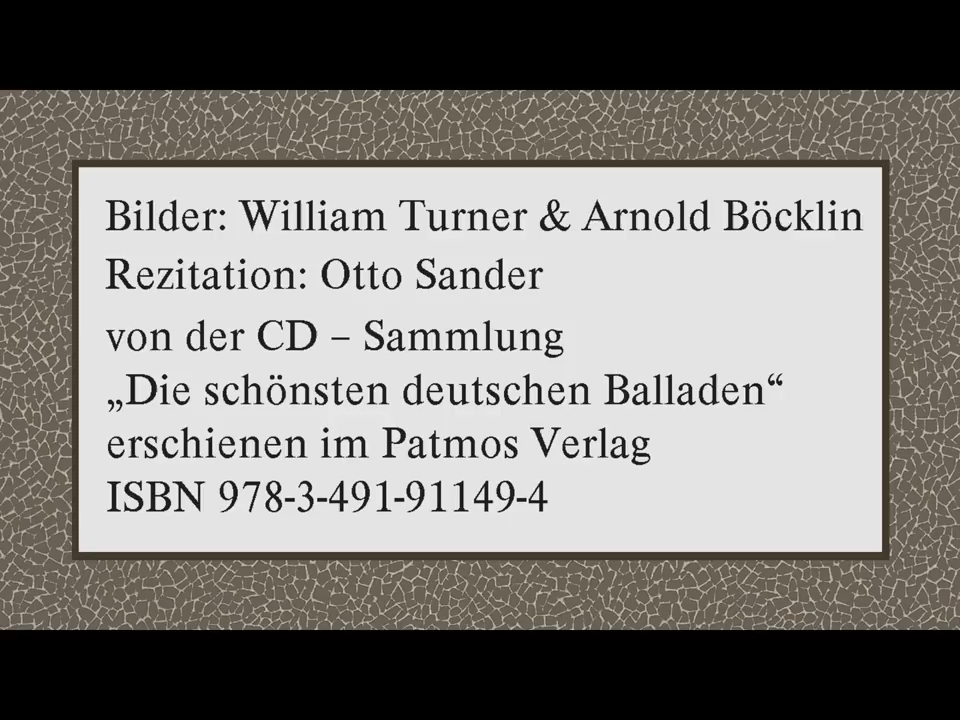 Bilder: William Turner & Arnold Böcklin
Rezitation: Otto Sander
von der CD – Sammlung
„Die schönsten deutschen Balladen“
erschienen im Patmos Verlag
ISBN 978-3-491-91149-4